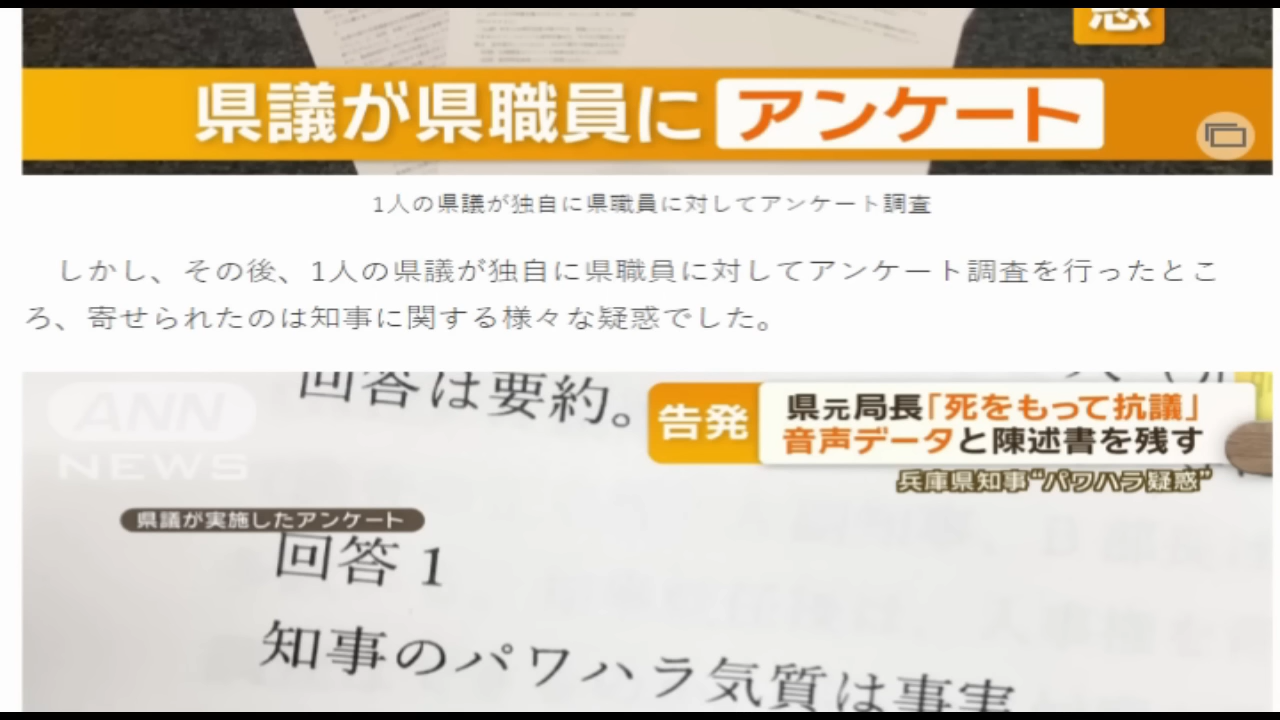 惑
県議が県職員にアンケート
1人の県議が独自に県職員に対してアンケート調査
しかし、その後、1人の県議が独自に県職員に対してアンケート調査を行ったとこ
ろ、寄せられたのは知事に関する様々な疑惑でした。
回答は要約。
ANN
NEWS
告発
県元局長「死をもって抗議」
音声データと陳述書を残す
兵庫県知事“パワハラ疑惑”
県議が実施したアンケート
回答1
知事のパワハラ気質は事実